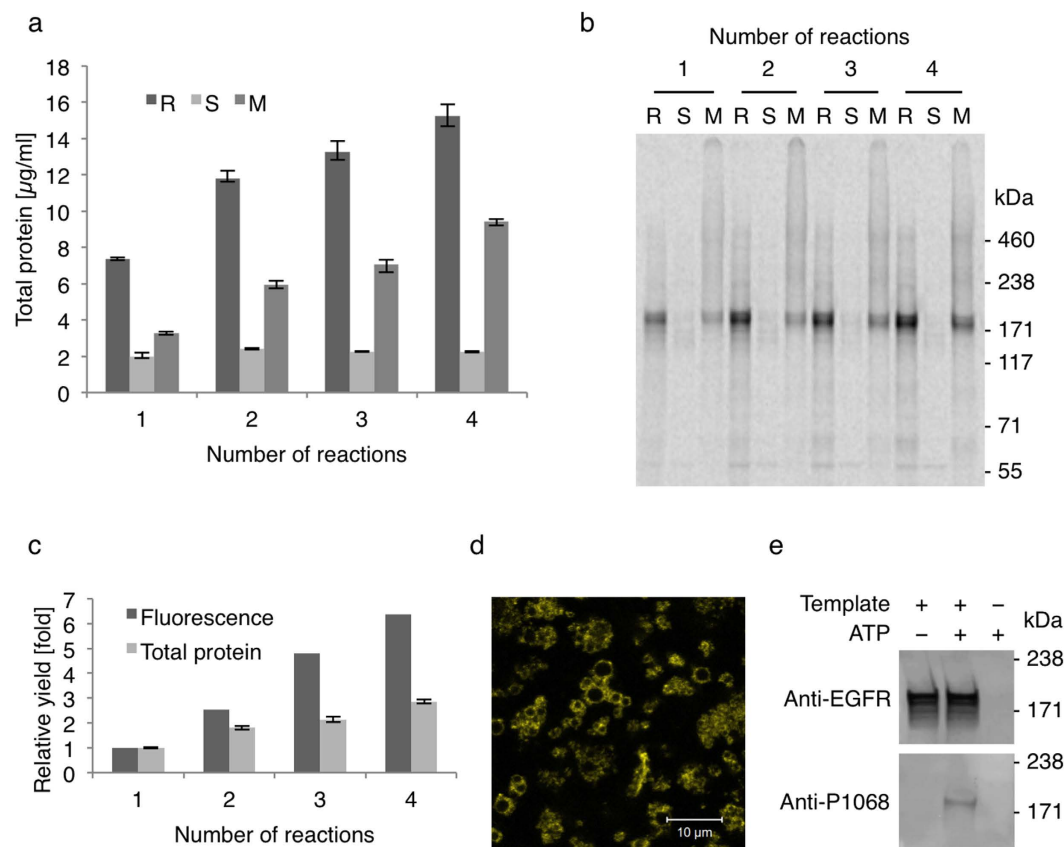 a
Total protein [µg/ml]
18
16
14
12
10
8
6
4
2
0
R S M
1 2 3 4
Number of reactions
b
Number of reactions
1 2 3 4
R S M R S M R S M R S M
kDa
- 460
- 238
- 171
- 117
- 71
- 55
c
Relative yield [fold]
7
6
5
4
3
2
1
0
Fluorescence
Total protein
1 2 3 4
Number of reactions
d
10 µm
e
Template + + –
ATP – + +
kDa
Anti-EGFR
- 238
- 171
Anti-P1068
- 238
- 171